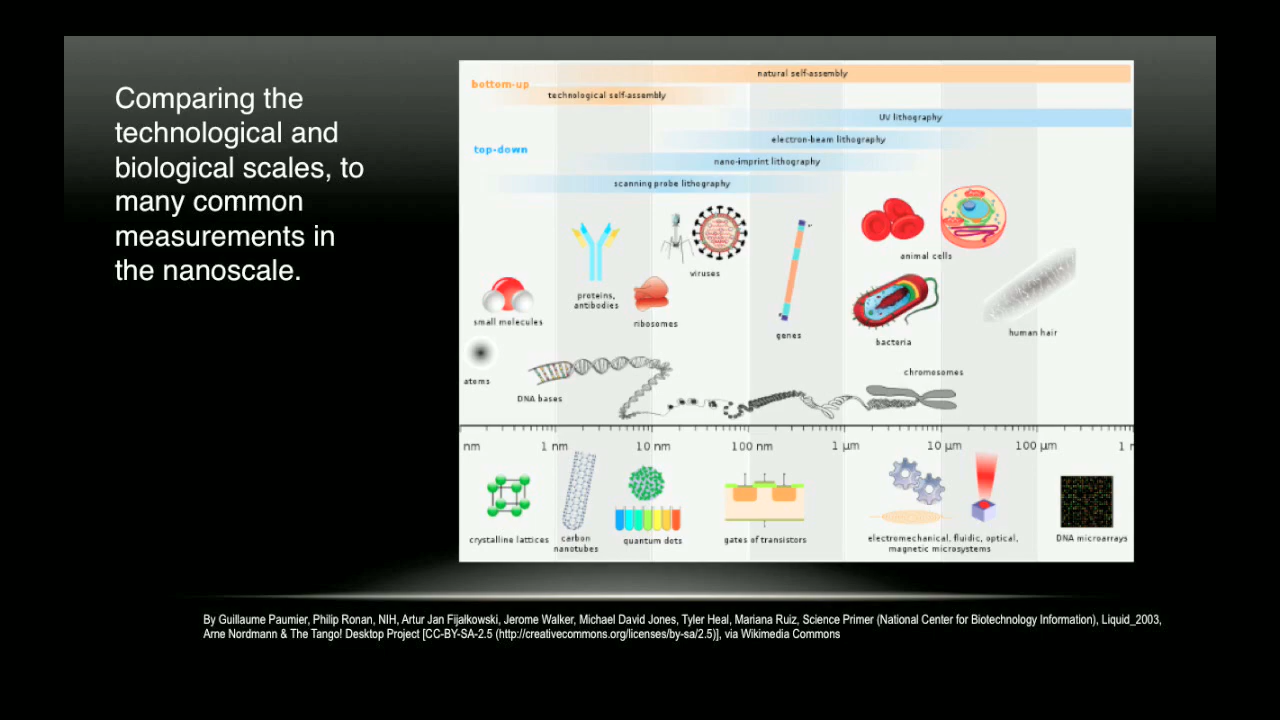 Comparing the
technological and
biological scales, to
many common
measurements in
the nanoscale.
natural self-assembly
bottom-up
technological self-assembly
UV lithography
electron-beam lithography
top-down
nano-imprint lithography
scanning probe lithography
animal cells
viruses
proteins,
antibodies
small molecules
ribosomes
genes
human hair
bacteria
chromosomes
atoms
DNA bases
nm 1 nm 10 nm 100 nm 1 µm 10 µm 100 µm 1
crystalline lattices
carbon
nanotubes
quantum dots
gates of transistors
electromechanical, fluidic, optical,
magnetic microsystems
DNA microarrays
By Guillaume Paumier, Philip Ronan, NIH, Artur Jan Fijałkowski, Jerome Walker, Michael David Jones, Tyler Heal, Mariana Ruiz, Science Primer (National Center for Biotechnology Information), Liquid_2003,
Arne Nordmann & The Tango! Desktop Project [CC-BY-SA-2.5 (http://creativecommons.org/licenses/by-sa/2.5)], via Wikimedia Commons